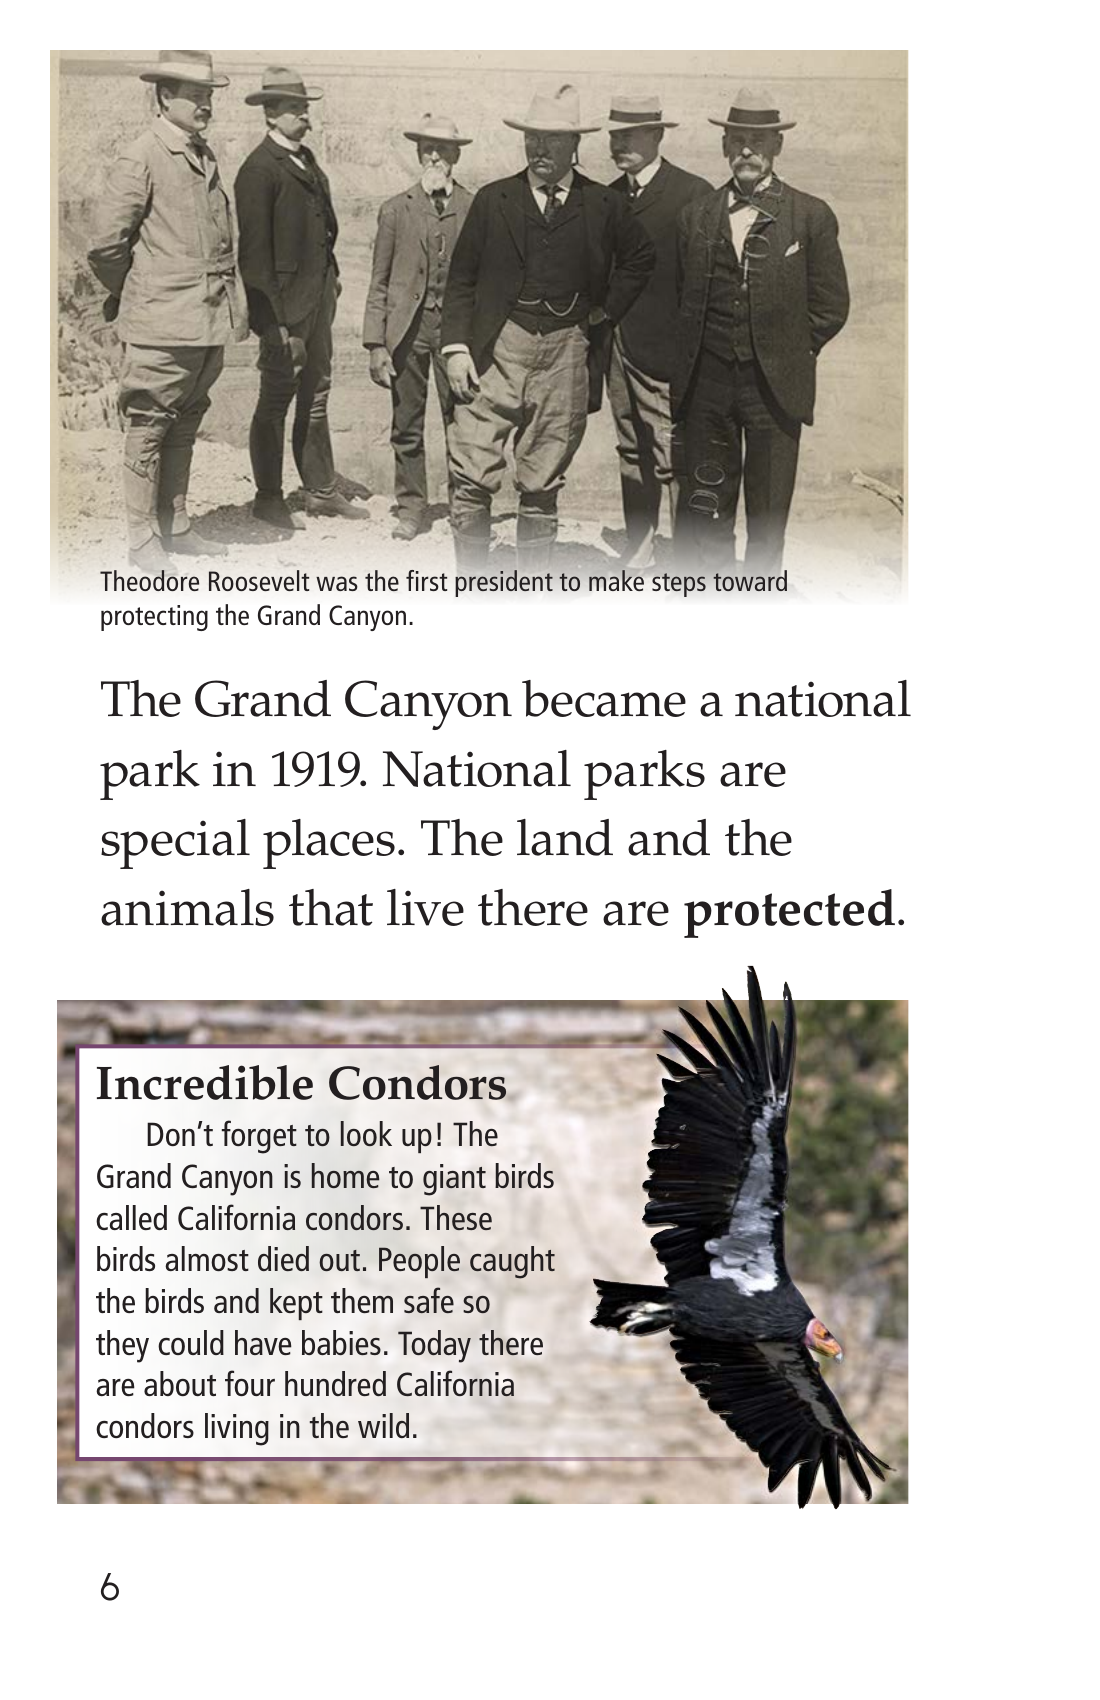 Theodore Roosevelt was the first president to make steps toward
protecting the Grand Canyon.
The Grand Canyon became a national
park in 1919. National parks are
special places. The land and the
animals that live there are protected.
Incredible Condors
Don’t forget to look up! The
Grand Canyon is home to giant birds
called California condors. These
birds almost died out. People caught
the birds and kept them safe so
they could have babies. Today there
are about four hundred California
condors living in the wild.
6